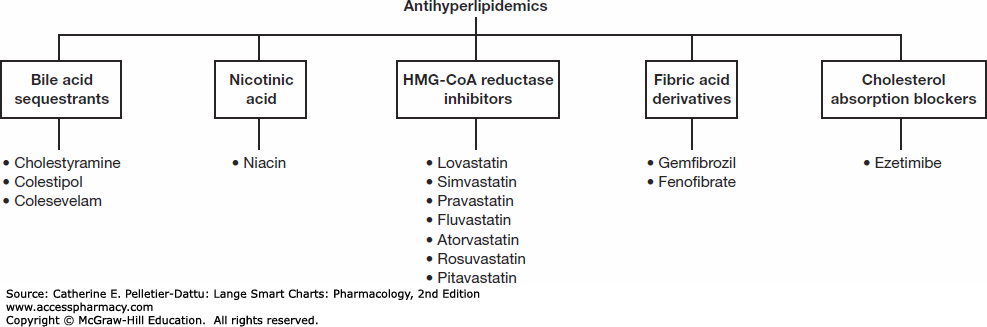 Antihyperlipidemics
Bile acid
sequestrants
Nicotinic
acid
HMG-CoA reductase
inhibitors
Fibric acid
derivatives
Cholesterol
absorption blockers
• Cholestyramine
• Colestipol
• Colesevelam
• Niacin
• Lovastatin
• Simvastatin
• Pravastatin
• Fluvastatin
• Atorvastatin
• Rosuvastatin
• Pitavastatin
• Gemfibrozil
• Fenofibrate
• Ezetimibe
Source: Catherine E. Pelletier-Dattu: Lange Smart Charts: Pharmacology, 2nd Edition
www.accesspharmacy.com
Copyright © McGraw-Hill Education. All rights reserved.